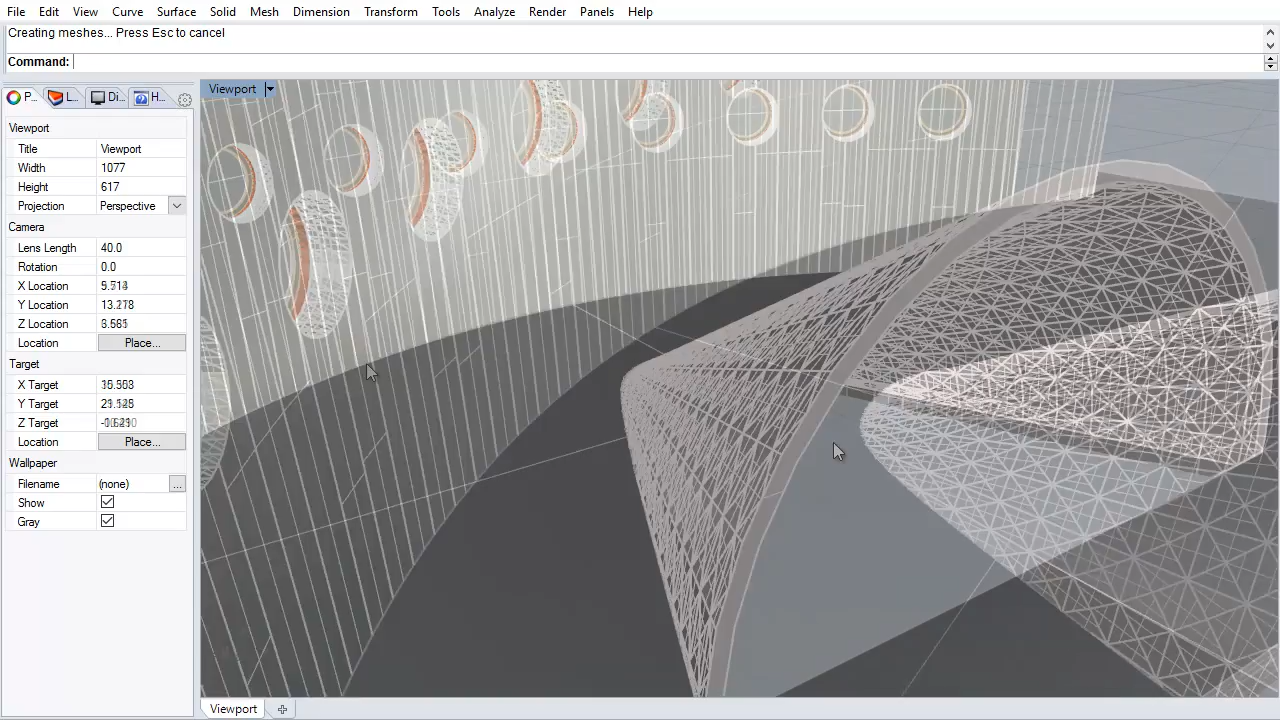 File Edit View Curve Surface Solid Mesh Dimension Transform Tools Analyze Render Panels Help
Creating meshes... Press Esc to cancel
Command:
P... L... Di... H...
Viewport
Viewport
Title Viewport
Width 1077
Height 617
Projection Perspective
Camera
Lens Length 40.0
Rotation 0.0
X Location
Y Location
Z Location
Location Place...
Target
X Target
Y Target
Z Target
Location Place...
Wallpaper
Filename (none) ...
Show
Gray
Viewport